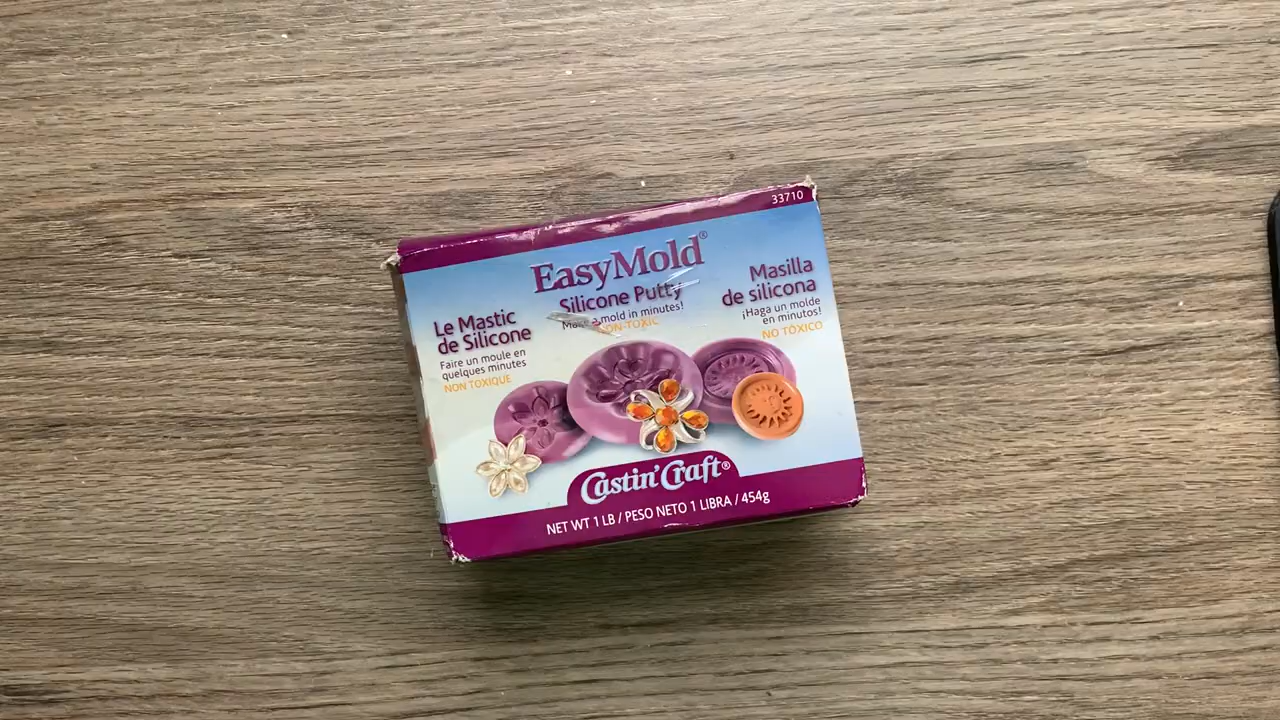 33710
EasyMold®
Silicone Putty
mold in minutes!
Le Mastic
de Silicone
Faire un moule en
quelques minutes
NON TOXIQUE
Masilla
de silicona
¡Haga un molde
en minutos!
NO TÓXICO
Castin'Craft®
NET WT 1 LB / PESO NETO 1 LIBRA / 454g